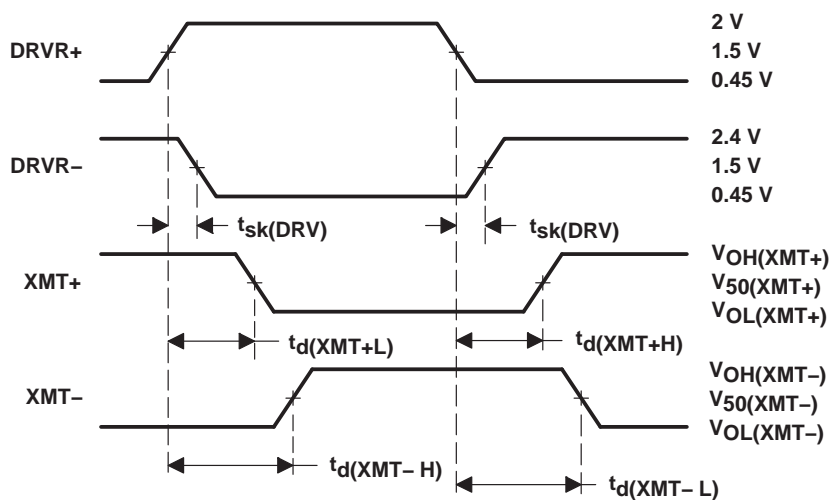 DRVR+
2 V
1.5 V
0.45 V
DRVR−
2.4 V
1.5 V
0.45 V
tsk(DRV)
tsk(DRV)
XMT+
VOH(XMT+)
V50(XMT+)
VOL(XMT+)
td(XMT+L)
td(XMT+H)
XMT−
VOH(XMT−)
V50(XMT−)
VOL(XMT−)
td(XMT− H)
td(XMT− L)